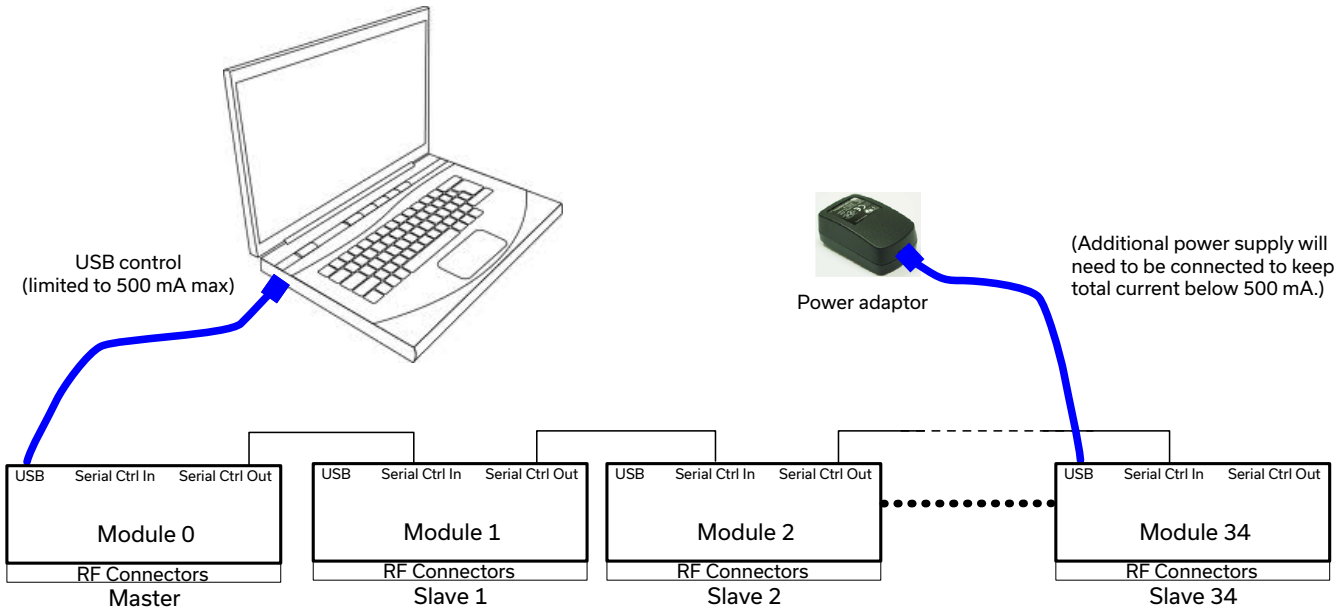 USB control
(limited to 500 mA max)
Power adaptor
(Additional power supply will
need to be connected to keep
total current below 500 mA.)
USB Serial Ctrl In Serial Ctrl Out
Module 0
RF Connectors
Master
USB Serial Ctrl In Serial Ctrl Out
Module 1
RF Connectors
Slave 1
USB Serial Ctrl In Serial Ctrl Out
Module 2
RF Connectors
Slave 2
USB Serial Ctrl In Serial Ctrl Out
Module 34
RF Connectors
Slave 34